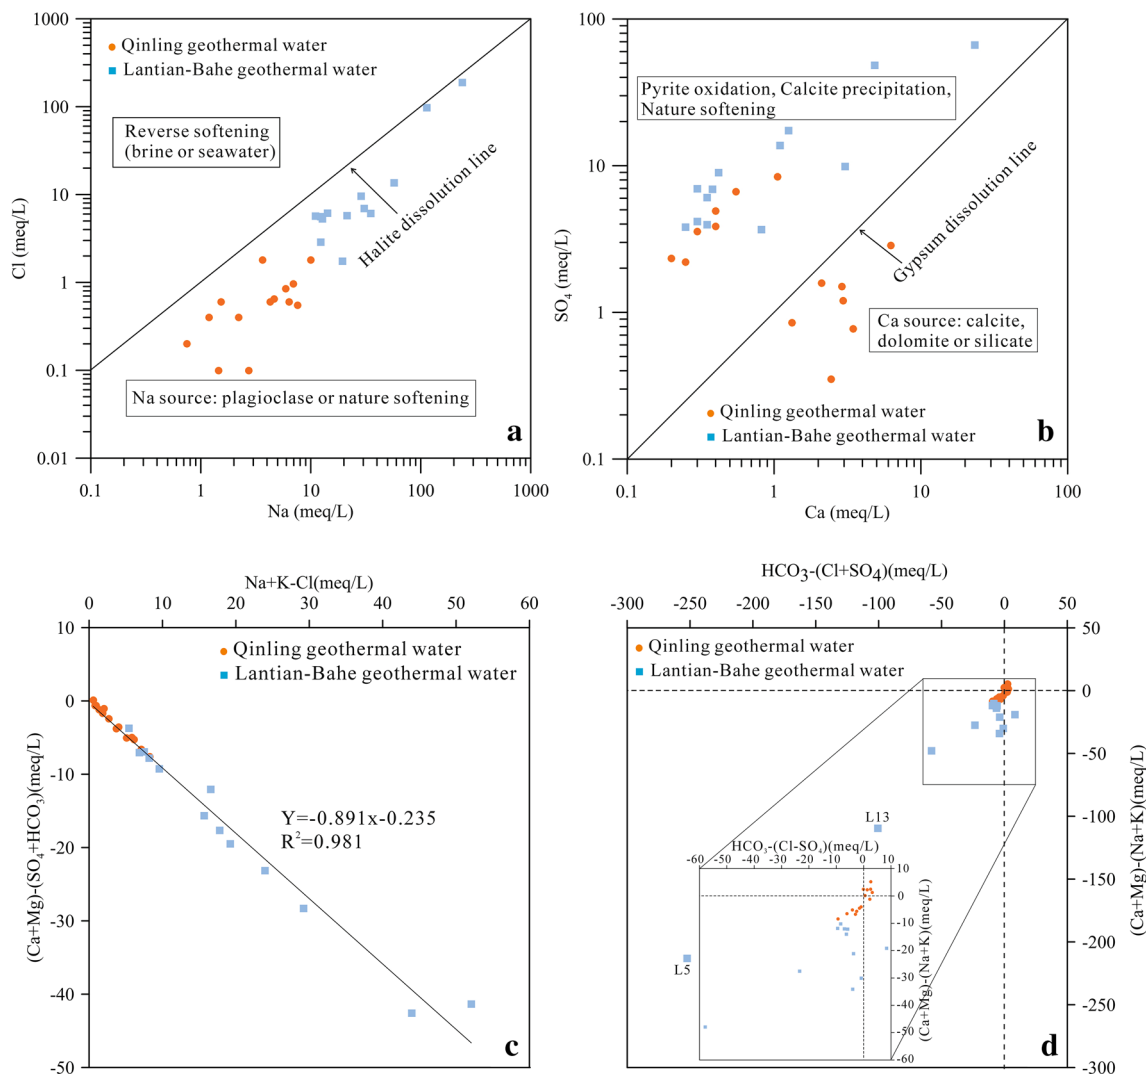 1000
100
10
1
0.1
0.01
Cl (meq/L)
Qinling geothermal water
Lantian-Bahe geothermal water
Reverse softening
(brine or seawater)
Halite dissolution line
Na source: plagioclase or nature softening
a
0.1
1
10
100
1000
Na (meq/L)
100
10
1
0.1
SO4 (meq/L)
Pyrite oxidation, Calcite precipitation,
Nature softening
Gypsum dissolution line
Ca source: calcite,
dolomite or silicate
Qinling geothermal water
Lantian-Bahe geothermal water
b
0.1
1
10
100
Ca (meq/L)
Na+K-Cl(meq/L)
0 10 20 30 40 50 60
10
-0
-10
-20
-30
-40
-50
(Ca+Mg)-(SO4+HCO3)(meq/L)
Qinling geothermal water
Lantian-Bahe geothermal water
Y=-0.891x-0.235
R²=0.981
c
HCO3-(Cl+SO4)(meq/L)
-300 -250 -200 -150 -100 -50 0 50
Qinling geothermal water
Lantian-Bahe geothermal water
50
0
-50
-100
-150
-200
-250
-300
(Ca+Mg)-(Na+K)(meq/L)
L13
L5
HCO3-(Cl-SO4)(meq/L)
-60 -50 -40 -30 -20 -10 0 10
10
0
-10
-20
-30
-40
-50
-60
(Ca+Mg)-(Na+K)(meq/L)
d